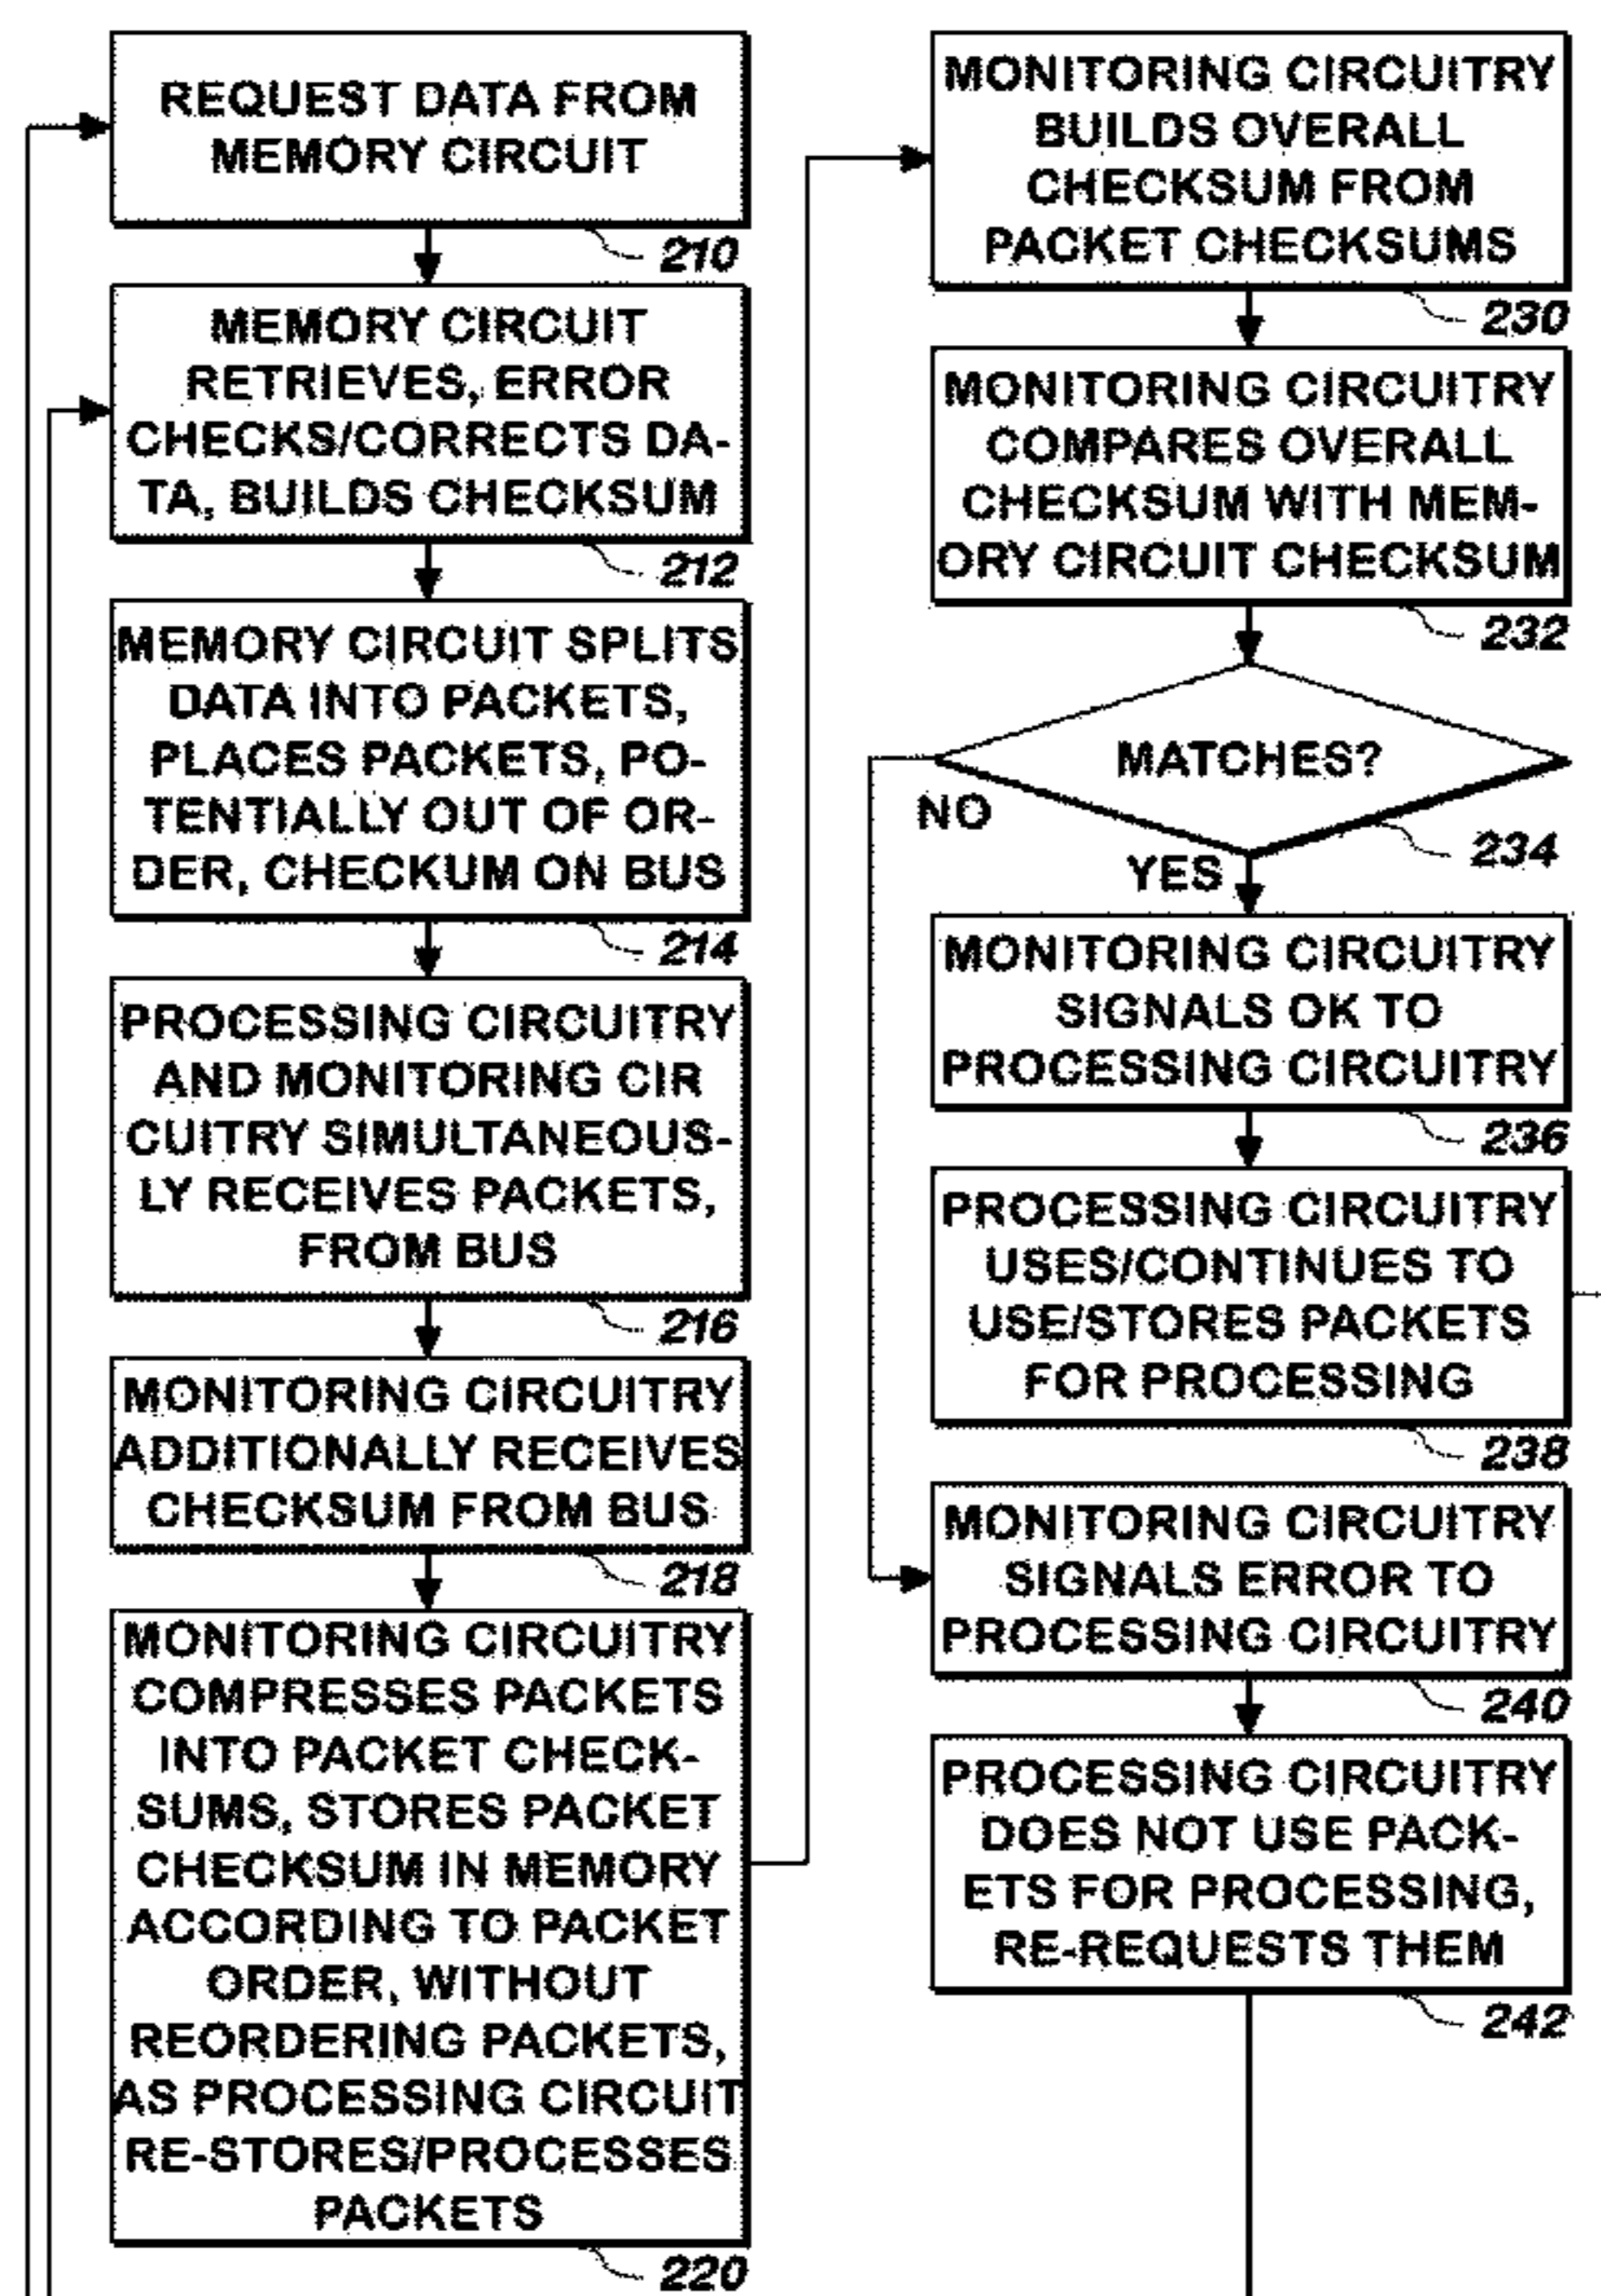 REQUEST DATA FROM
MEMORY CIRCUIT
210
MEMORY CIRCUIT
RETRIEVES, ERROR
CHECKS/CORRECTS DA-
TA, BUILDS CHECKSUM
212
MEMORY CIRCUIT SPLITS
DATA INTO PACKETS,
PLACES PACKETS, PO-
TENTIALLY OUT OF OR-
DER, CHECKUM ON BUS
214
PROCESSING CIRCUITRY
AND MONITORING CIR
CUITRY SIMULTANEOUS-
LY RECEIVES PACKETS,
FROM BUS
216
MONITORING CIRCUITRY
ADDITIONALLY RECEIVES
CHECKSUM FROM BUS
218
MONITORING CIRCUITRY
COMPRESSES PACKETS
INTO PACKET CHECK-
SUMS, STORES PACKET
CHECKSUM IN MEMORY
ACCORDING TO PACKET
ORDER, WITHOUT
REORDERING PACKETS,
AS PROCESSING CIRCUIT
RE-STORES/PROCESSES
PACKETS
220
MONITORING CIRCUITRY
BUILDS OVERALL
CHECKSUM FROM
PACKET CHECKSUMS
230
MONITORING CIRCUITRY
COMPARES OVERALL
CHECKSUM WITH MEM-
ORY CIRCUIT CHECKSUM
232
MATCHES?
NO
234
YES
MONITORING CIRCUITRY
SIGNALS OK TO
PROCESSING CIRCUITRY
236
PROCESSING CIRCUITRY
USES/CONTINUES TO
USE/STORES PACKETS
FOR PROCESSING
238
MONITORING CIRCUITRY
SIGNALS ERROR TO
PROCESSING CIRCUITRY
240
PROCESSING CIRCUITRY
DOES NOT USE PACK-
ETS FOR PROCESSING,
RE-REQUESTS THEM
242